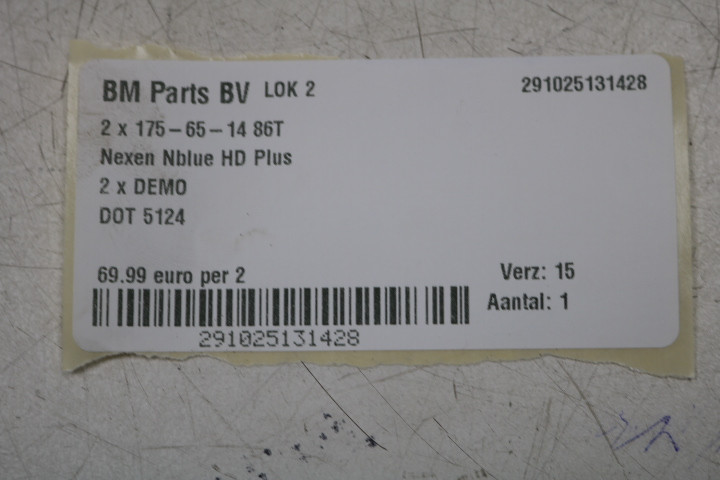 BM Parts BV LOK 2 291025131428
2 x 175-65-14 86T
Nexen Nblue HD Plus
2 x DEMO
DOT 5124
69.99 euro per 2 Verz: 15
Aantal: 1
291025131428